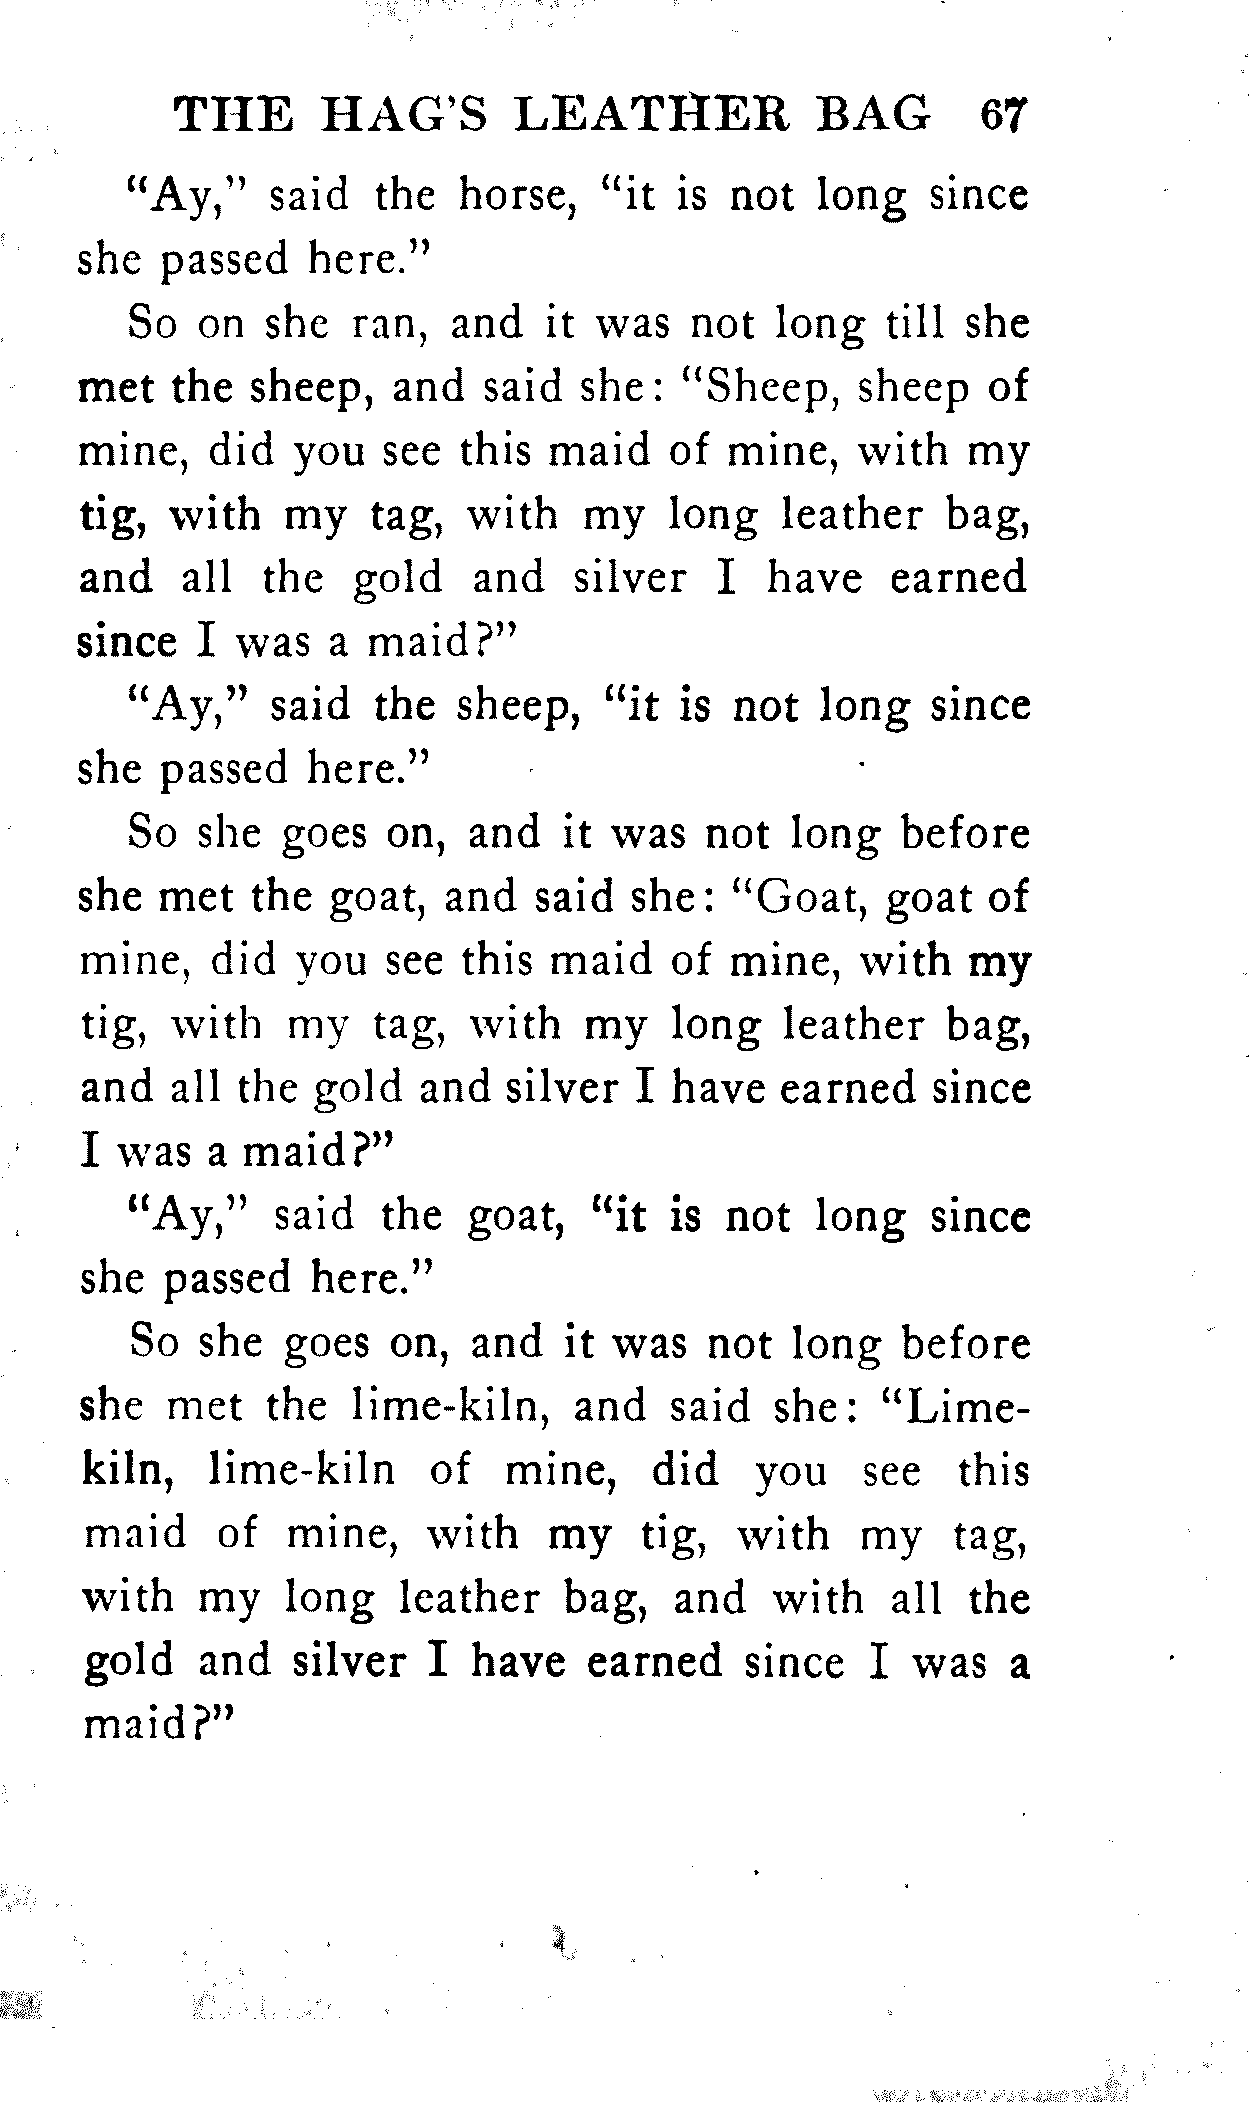 THE HAG'S LEATHER BAG 67
"Ay," said the horse, "it is not long since
she passed here."
So on she ran, and it was not long till she
met the sheep, and said she: "Sheep, sheep of
mine, did you see this maid of mine, with my
tig, with my tag, with my long leather bag,
and all the gold and silver I have earned
since I was a maid?"
"Ay," said the sheep, "it is not long since
she passed here."
So she goes on, and it was not long before
she met the goat, and said she: "Goat, goat of
mine, did you see this maid of mine, with my
tig, with my tag, with my long leather bag,
and all the gold and silver I have earned since
I was a maid?"
"Ay," said the goat, "it is not long since
she passed here."
So she goes on, and it was not long before
she met the lime-kiln, and said she: "Lime-
kiln, lime-kiln of mine, did you see this
maid of mine, with my tig, with my tag,
with my long leather bag, and with all the
gold and silver I have earned since I was a
maid?"